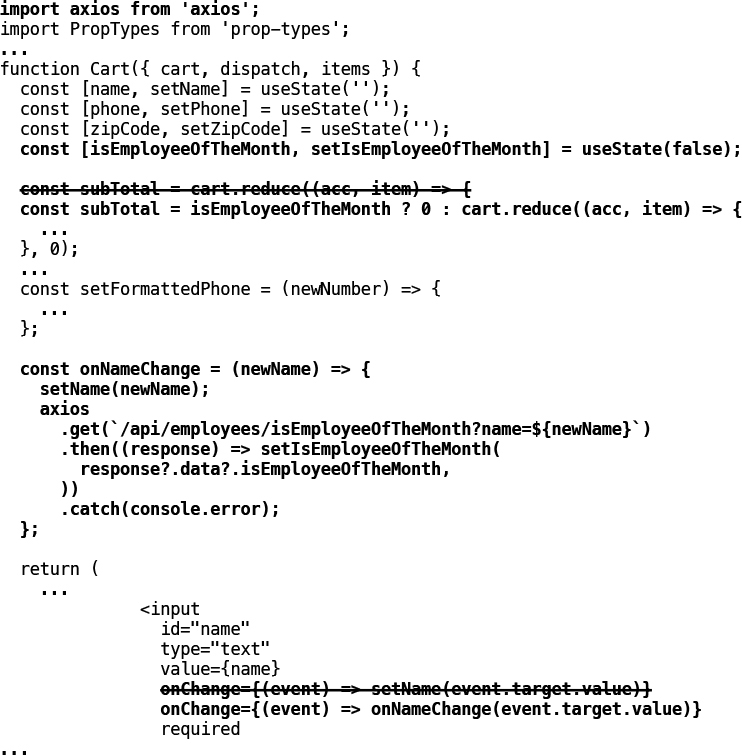 import axios from 'axios';
import PropTypes from 'prop-types';
...
function Cart({ cart, dispatch, items }) {
  const [name, setName] = useState('');
  const [phone, setPhone] = useState('');
  const [zipCode, setZipCode] = useState('');
  const [isEmployeeOfTheMonth, setIsEmployeeOfTheMonth] = useState(false);

  const subTotal = cart.reduce((acc, item) => {
  const subTotal = isEmployeeOfTheMonth ? 0 : cart.reduce((acc, item) => {
    ...
  }, 0);
  ...
  const setFormattedPhone = (newNumber) => {
    ...
  };

  const onNameChange = (newName) => {
    setName(newName);
    axios
      .get(`/api/employees/isEmployeeOfTheMonth?name=${newName}`)
      .then((response) => setIsEmployeeOfTheMonth(
        response?.data?.isEmployeeOfTheMonth,
      ))
      .catch(console.error);
  };

  return (
    ...
              <input
                id="name"
                type="text"
                value={name}
                onChange={(event) => setName(event.target.value)}
                onChange={(event) => onNameChange(event.target.value)}
                required
...